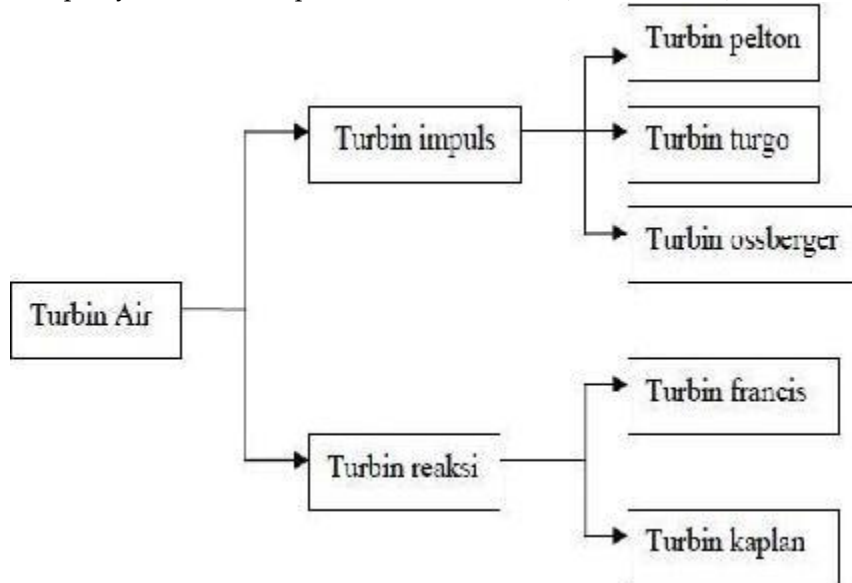 Turbin pelton
Turbin impuls
Turbin turgo
Turbin ossberger
Turbin Air
Turbin francis
Turbin reaksi
Turbin kaplan